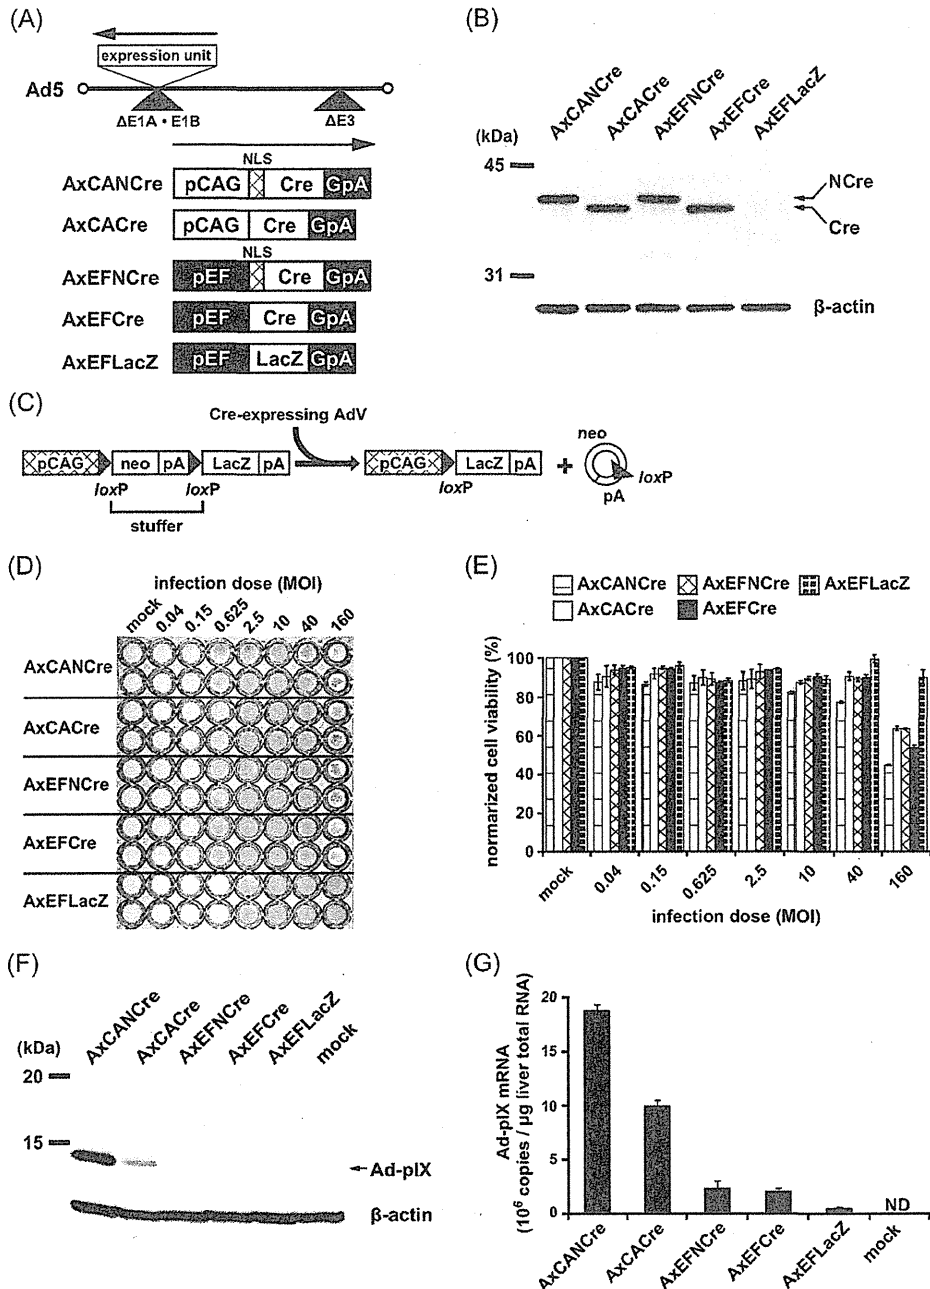 (A)
expression unit
Ad5
ΔE1A • E1B
ΔE3
NLS
AxCANCre
pCAG
Cre
GpA
AxCACre
pCAG
Cre
GpA
NLS
AxEFNCre
pEF
Cre
GpA
AxEFCre
pEF
Cre
GpA
AxEFLacZ
pEF
LacZ
GpA
(B)
AxCANCre
AxCACre
AxEFNCre
AxEFCre
AxEFLacZ
(kDa)
45
31
NCre
Cre
β-actin
(C)
Cre-expressing AdV
pCAG
neo
pA
LacZ
pA
loxP
loxP
stuffer
pCAG
LacZ
pA
loxP
+
neo
loxP
pA
(D)
infection dose (MOI)
mock
0.04
0.15
0.625
2.5
10
40
160
AxCANCre
AxCACre
AxEFNCre
AxEFCre
AxEFLacZ
(E)
AxCANCre
AxEFNCre
AxEFLacZ
AxCACre
AxEFCre
normarized cell viability (%)
100
80
60
40
20
0
mock
0.04
0.15
0.625
2.5
10
40
160
infection dose (MOI)
(F)
AxCANCre
AxCACre
AxEFNCre
AxEFCre
AxEFLacZ
mock
(kDa)
20
15
Ad-pIX
β-actin
(G)
Ad-pIX mRNA
(10⁶ copies / µg liver total RNA)
20
15
10
5
0
ND
AxCANCre
AxCACre
AxEFNCre
AxEFCre
AxEFLacZ
mock